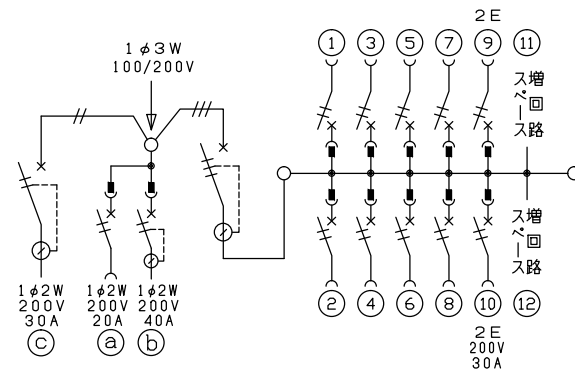 2E
① ③ ⑤ ⑦ ⑨ ⑪
1φ3W
100/200V
増回路
スペース
増回路
スペース
1φ2W
200V
30A
ⓒ
1φ2W
200V
20A
ⓐ
1φ2W
200V
40A
ⓑ
② ④ ⑥ ⑧ ⑩ ⑫
2E
200V
30A